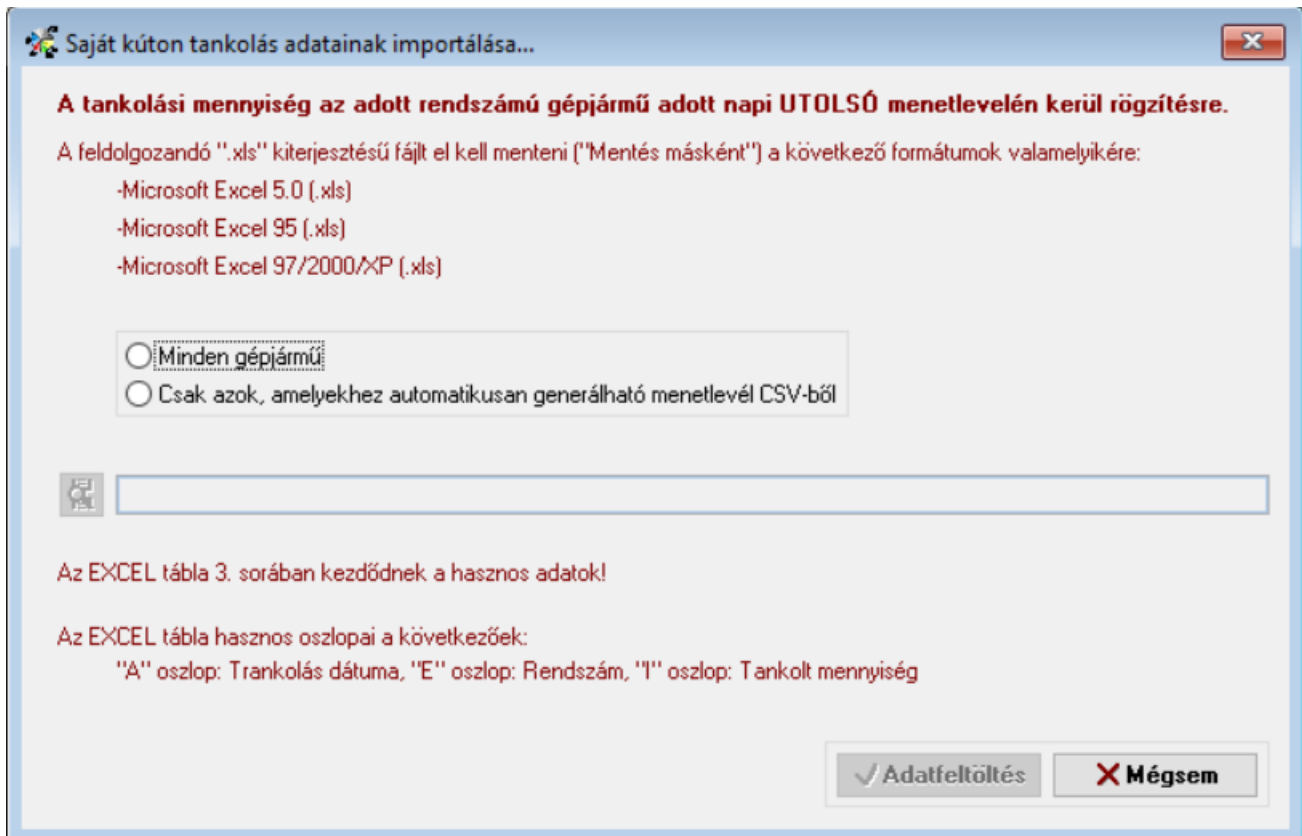 Saját kúton tankolás adatainak importálása...
A tankolási mennyiség az adott rendszámú gépjármű adott napi UTOLSÓ menetlevelén kerül rögzítésre.
A feldolgozandó ".xls" kiterjesztésű fájlt el kell menteni ("Mentés másként") a következő formátumok valamelyikére:
-Microsoft Excel 5.0 (.xls)
-Microsoft Excel 95 (.xls)
-Microsoft Excel 97/2000/XP (.xls)
Minden gépjármű
Csak azok, amelyekhez automatikusan generálható menetlevél CSV-ből
Az EXCEL tábla 3. sorában kezdődnek a hasznos adatok!
Az EXCEL tábla hasznos oszlopai a következőek:
"A" oszlop: Trankolás dátuma, "E" oszlop: Rendszám, "I" oszlop: Tankolt mennyiség
Adatfeltöltés
Mégsem